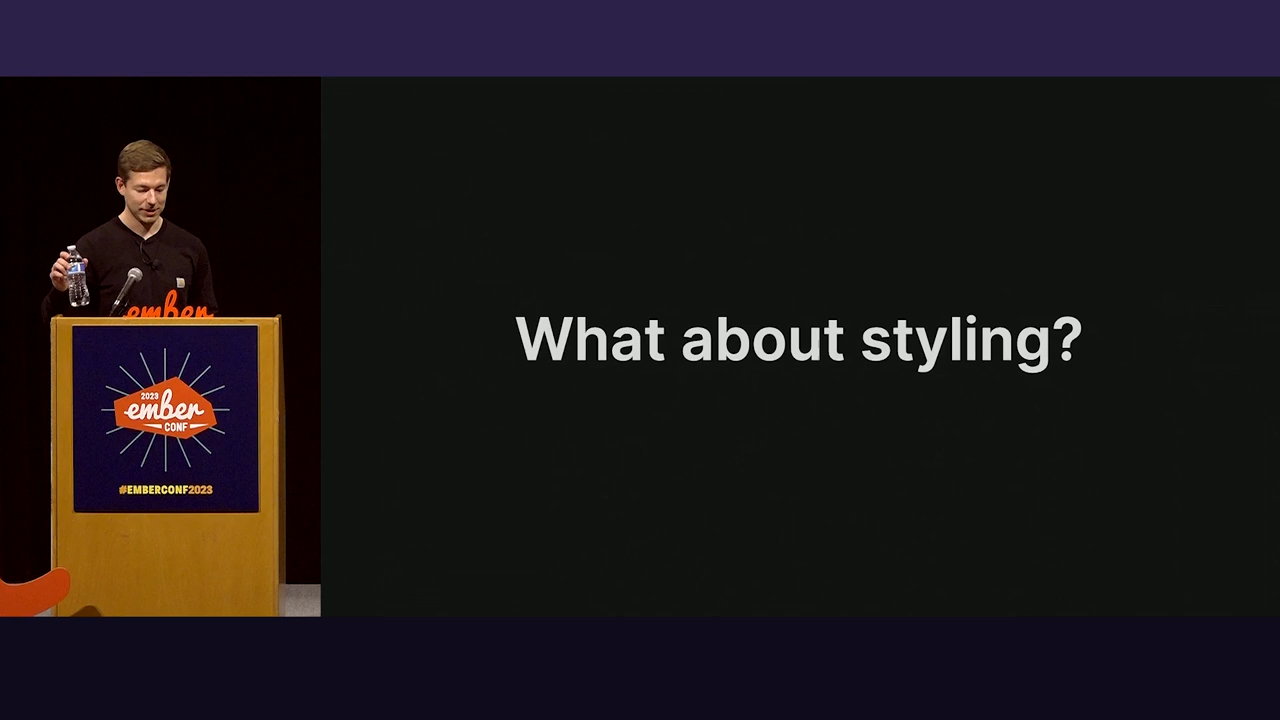 What about styling?
ember
2023
ember
CONF
#EMBERCONF2023